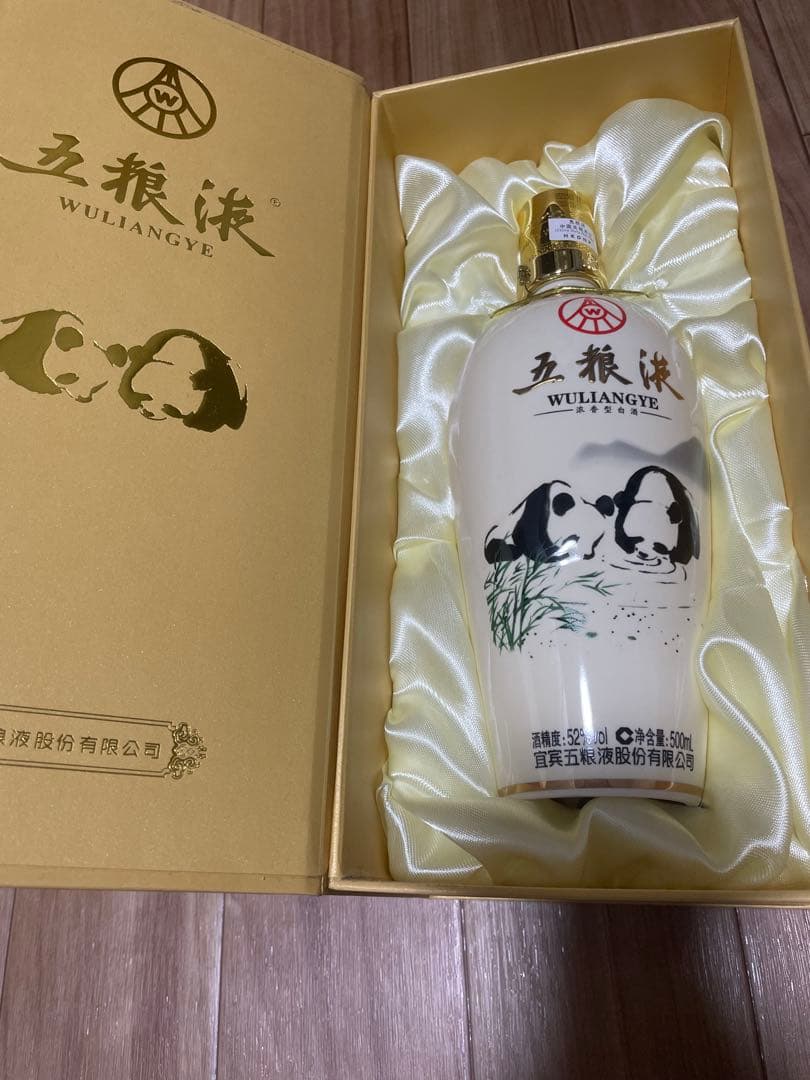 W
五粮液®
WULIANGYE
粮液股份有限公司
W
五粮液
WULIANGYE
浓香型白酒
酒精度:52%vol C净含量:500mL
宜宾五粮液股份有限公司